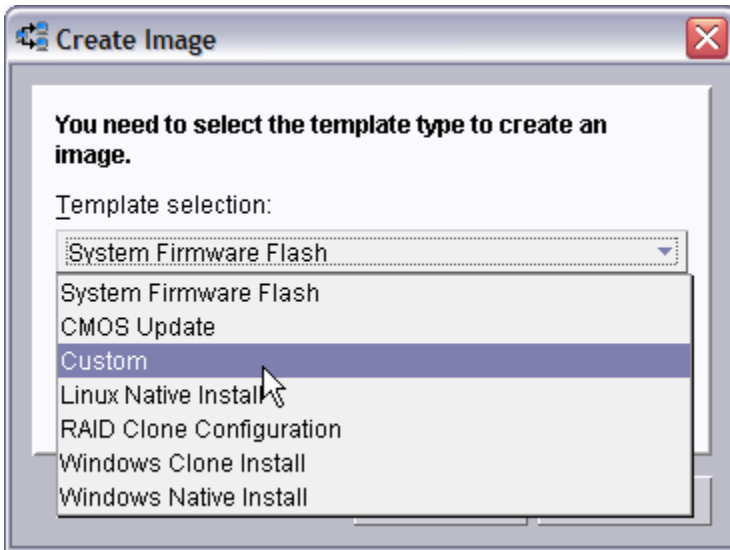 Create Image
You need to select the template type to create an
image.
Template selection:
System Firmware Flash
System Firmware Flash
CMOS Update
Custom
Linux Native Install
RAID Clone Configuration
Windows Clone Install
Windows Native Install